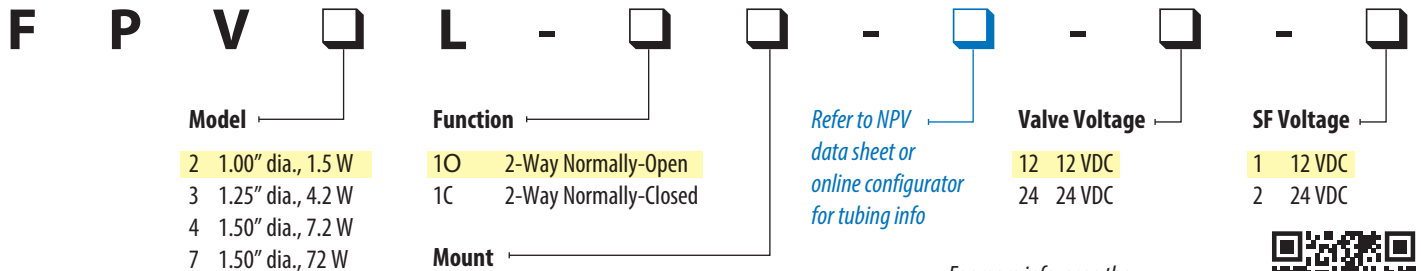 F P V L - - - -
Model
2 1.00" dia., 1.5 W
3 1.25" dia., 4.2 W
4 1.50" dia., 7.2 W
7 1.50" dia., 72 W
Function
1O 2-Way Normally-Open
1C 2-Way Normally-Closed
Mount
Refer to NPV
data sheet or
online configurator
for tubing info
Valve Voltage
12 12 VDC
24 24 VDC
SF Voltage
1 12 VDC
2 24 VDC